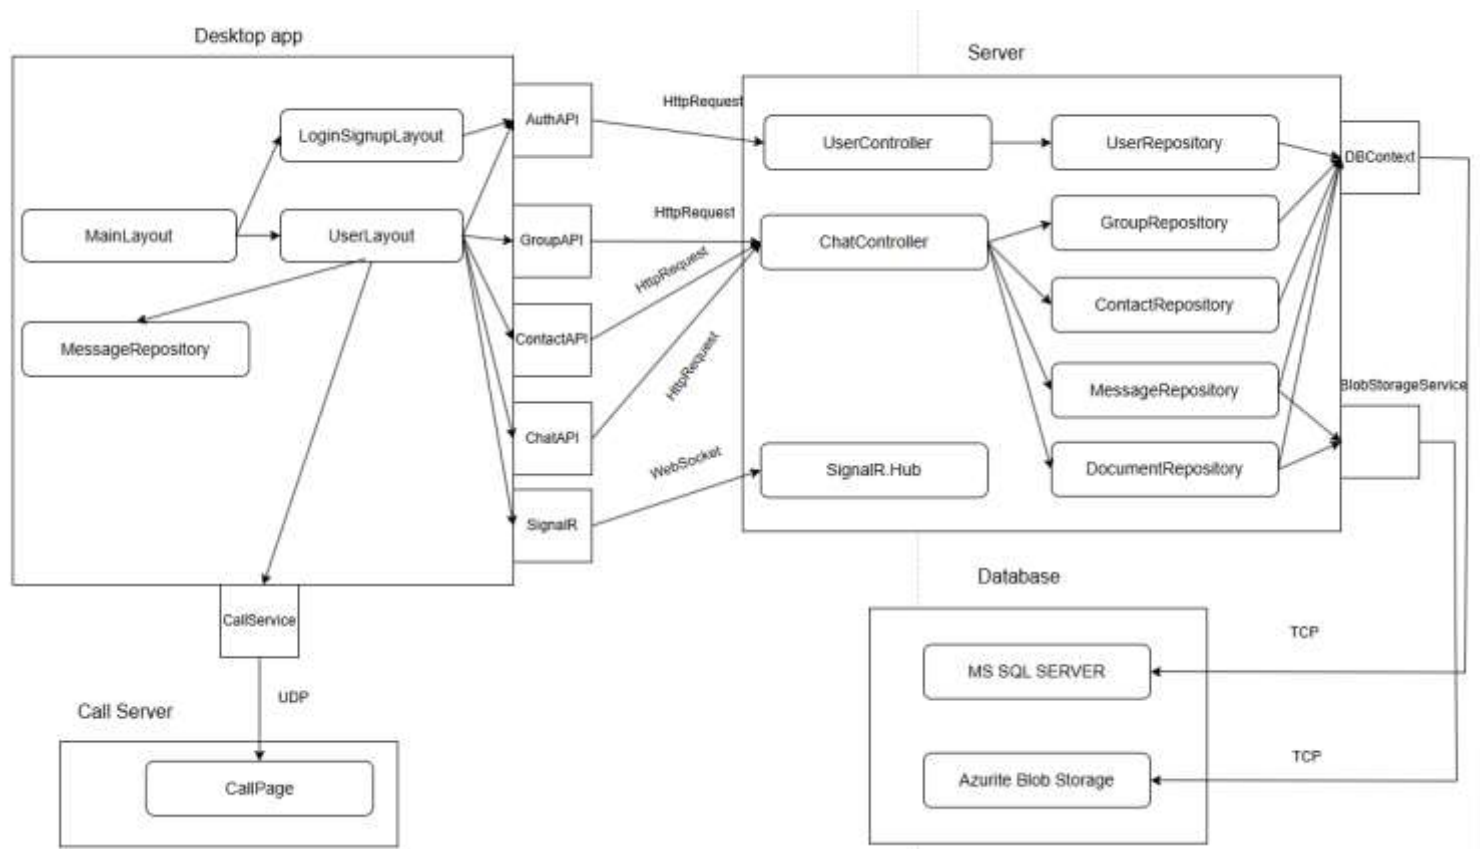 Desktop app
Server
HttpRequest
AuthAPI
LoginSignupLayout
UserController
UserRepository
DBContext
MainLayout
UserLayout
GroupAPI
HttpRequest
ChatController
GroupRepository
HttpRequest
ContactRepository
MessageRepository
ContactAPI
HttpRequest
MessageRepository
BlobStorageService
ChatAPI
WebSocket
SignalR.Hub
DocumentRepository
SignalR
Database
CallService
TCP
MS SQL SERVER
UDP
Call Server
TCP
CallPage
Azurite Blob Storage